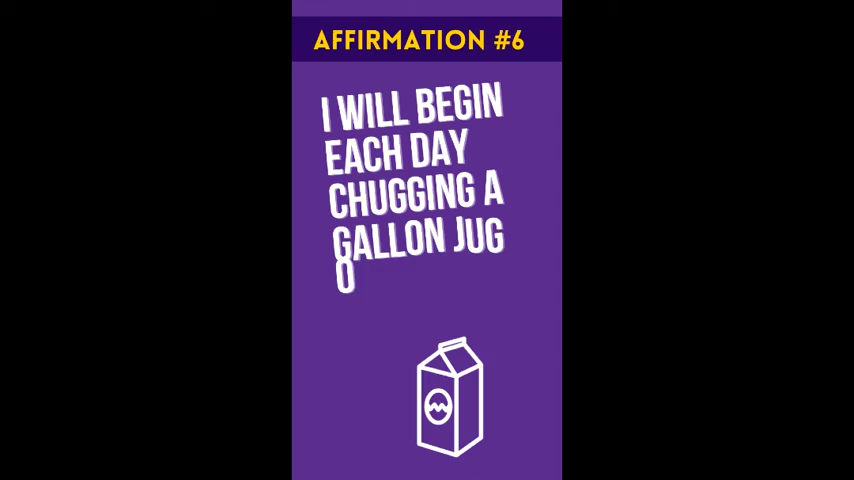 AFFIRMATION #6
I WILL BEGIN
EACH DAY
CHUGGING A
GALLON JUG
O